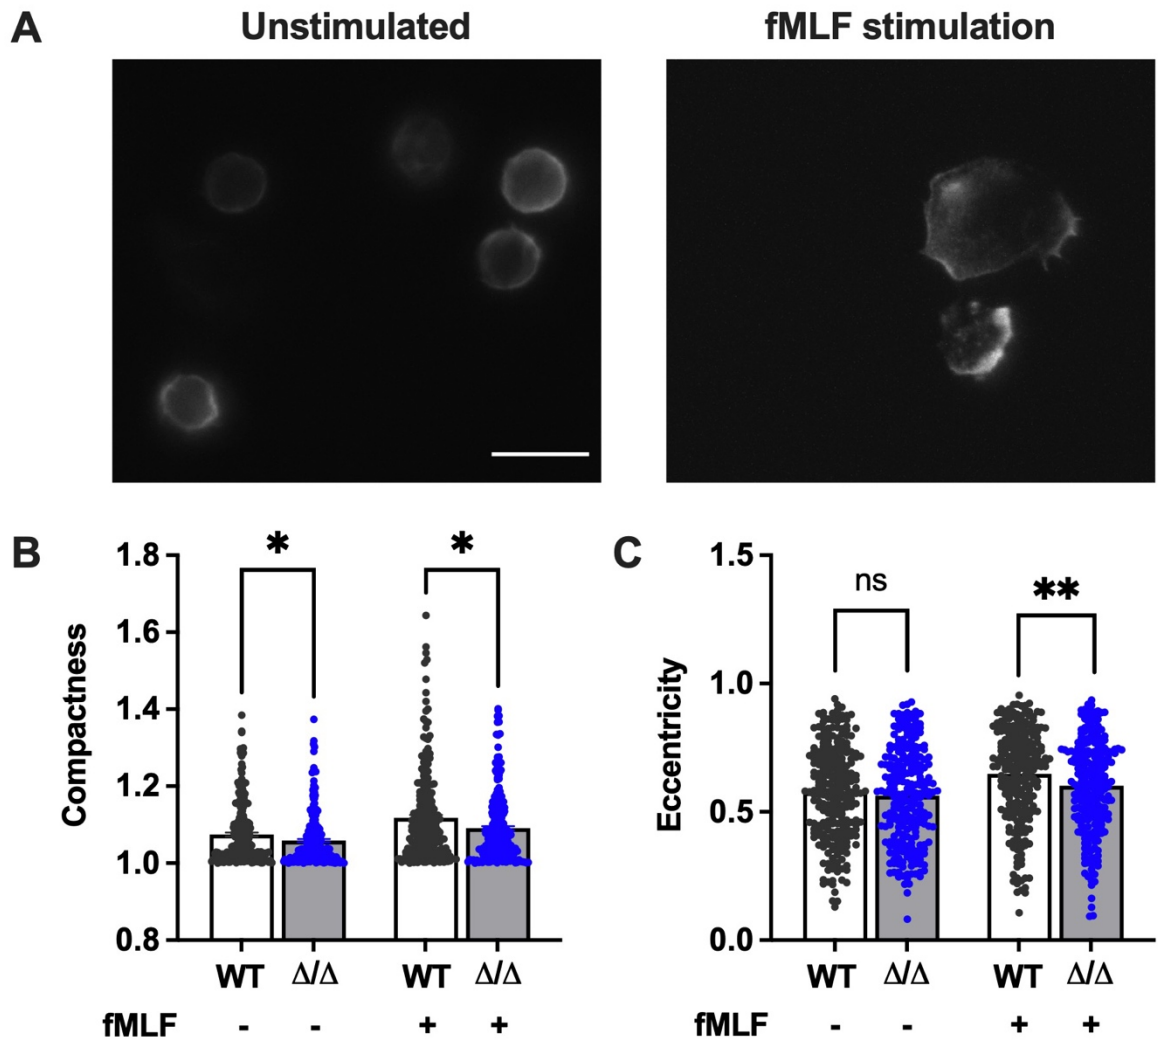 A
Unstimulated
fMLF stimulation
B
Compactness
1.8
1.6
1.4
1.2
1.0
0.8
*
*
WT
Δ/Δ
WT
Δ/Δ
fMLF
-
-
+
+
C
Eccentricity
1.5
1.0
0.5
0.0
ns
**
WT
Δ/Δ
WT
Δ/Δ
fMLF
-
-
+
+